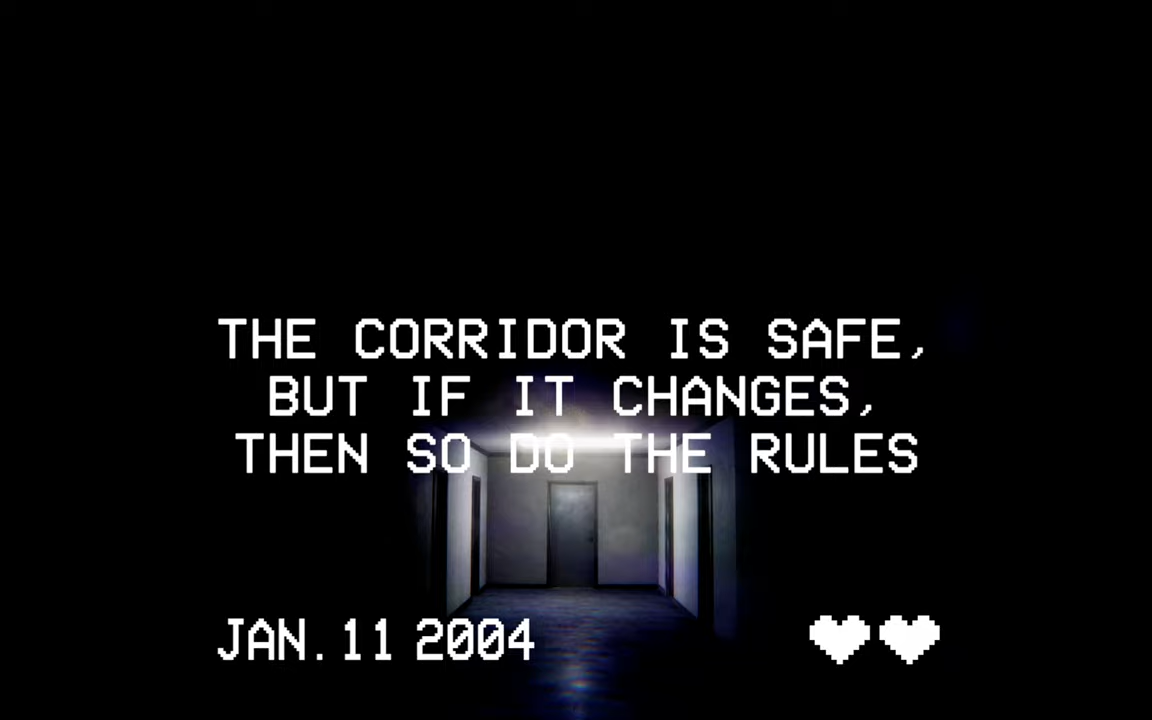 THE CORRIDOR IS SAFE,
BUT IF IT CHANGES,
THEN SO DO THE RULES
JAN.11 2004